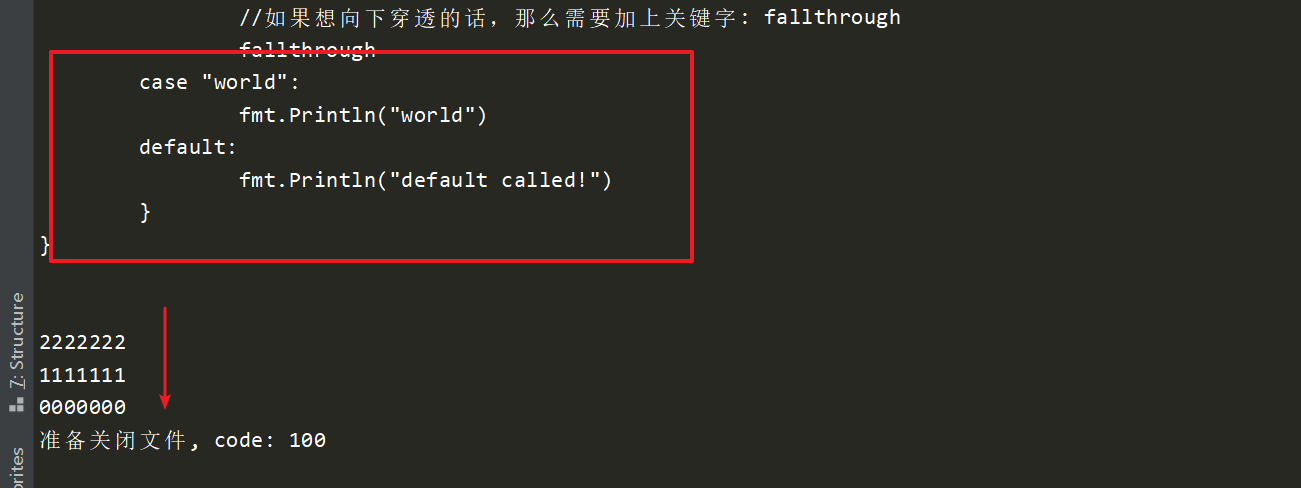 //如果想向下穿透的话，那么需要加上关键字: fallthrough
fallthrough
case "world":
fmt.Println("world")
default:
fmt.Println("default called!")
}
}
2222222
1111111
0000000
准备关闭文件, code: 100
7: Structure
orites